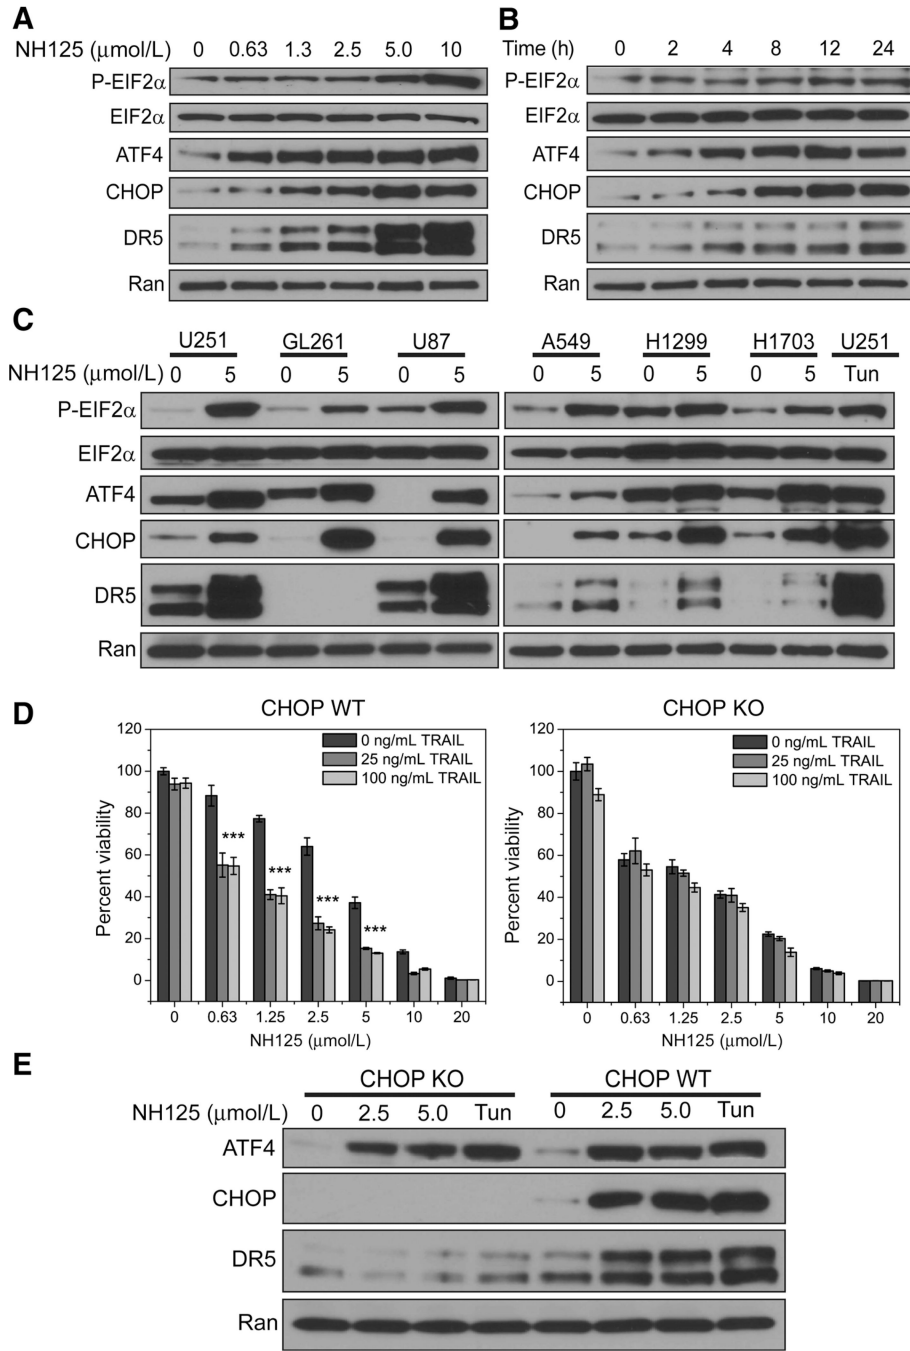 A
NH125 (μmol/L) 0 0.63 1.3 2.5 5.0 10
P-EIF2α
EIF2α
ATF4
CHOP
DR5
Ran
B
Time (h) 0 2 4 8 12 24
P-EIF2α
EIF2α
ATF4
CHOP
DR5
Ran
C
U251 GL261 U87 A549 H1299 H1703 U251
NH125 (μmol/L) 0 5 0 5 0 5 0 5 0 5 0 5 Tun
P-EIF2α
EIF2α
ATF4
CHOP
DR5
Ran
D
CHOP WT
120
100
80
60
40
20
0
Percent viability
0 ng/mL TRAIL
25 ng/mL TRAIL
100 ng/mL TRAIL
***
***
***
***
0 0.63 1.25 2.5 5 10 20
NH125 (μmol/L)
CHOP KO
120
100
80
60
40
20
0
Percent viability
0 ng/mL TRAIL
25 ng/mL TRAIL
100 ng/mL TRAIL
0 0.63 1.25 2.5 5 10 20
NH125 (μmol/L)
E
CHOP KO CHOP WT
NH125 (μmol/L) 0 2.5 5.0 Tun 0 2.5 5.0 Tun
ATF4
CHOP
DR5
Ran